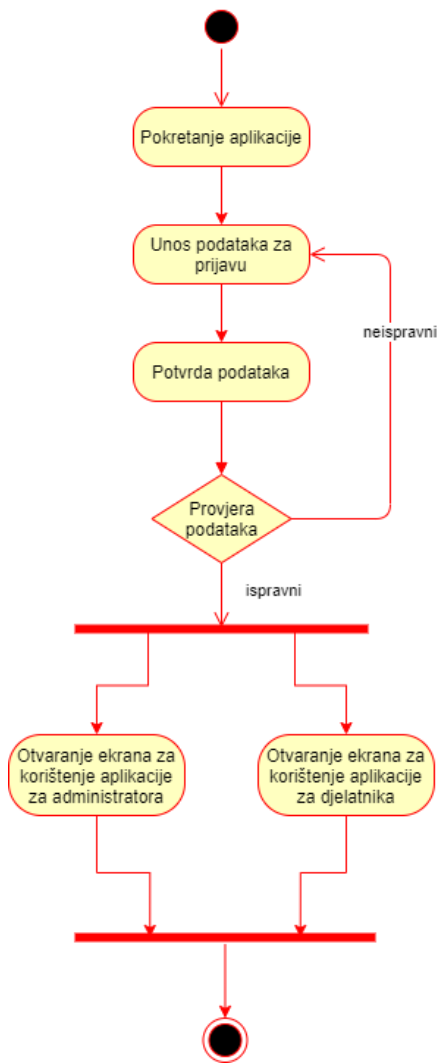 Pokretanje aplikacije
Unos podataka za
prijavu
neispravni
Potvrda podataka
Provjera
podataka
ispravni
Otvaranje ekrana za
korištenje aplikacije
za administratora
Otvaranje ekrana za
korištenje aplikacije
za djelatnika